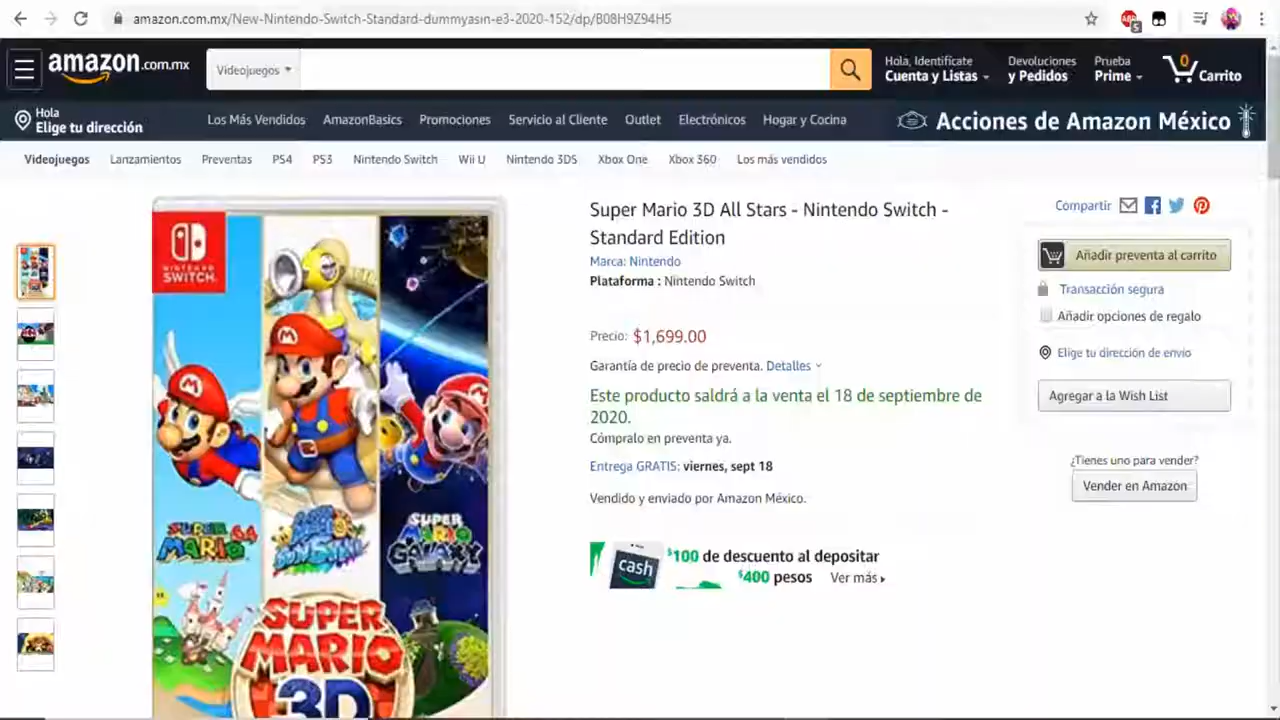 amazon.com.mx/New-Nintendo-Switch-Standard-dummyasin-e3-2020-152/dp/B08H9Z94H5
5
amazon.com.mx
Videojuegos
Hola, Identifícate
Cuenta y Listas
Devoluciones
y Pedidos
Prueba
Prime
0
Carrito
Hola
Elige tu dirección
Los Más Vendidos
AmazonBasics
Promociones
Servicio al Cliente
Outlet
Electrónicos
Hogar y Cocina
Acciones de Amazon México
Videojuegos
Lanzamientos
Preventas
PS4
PS3
Nintendo Switch
Wii U
Nintendo 3DS
Xbox One
Xbox 360
Los más vendidos
NINTENDO
SWITCH
SUPER
MARIO 64
SUPER
MARIO
SUNSHINE
SUPER
MARIO
GALAXY
SUPER
MARIO
3D
Super Mario 3D All Stars - Nintendo Switch -
Standard Edition
Marca: Nintendo
Plataforma : Nintendo Switch
Precio: $1,699.00
Garantía de precio de preventa. Detalles
Este producto saldrá a la venta el 18 de septiembre de
2020.
Cómpralo en preventa ya.
Entrega GRATIS: viernes, sept 18
Vendido y enviado por Amazon México.
cash
$100 de descuento al depositar
$400 pesos Ver más
Compartir
Añadir preventa al carrito
Transacción segura
Añadir opciones de regalo
Elige tu dirección de envío
Agregar a la Wish List
¿Tienes uno para vender?
Vender en Amazon